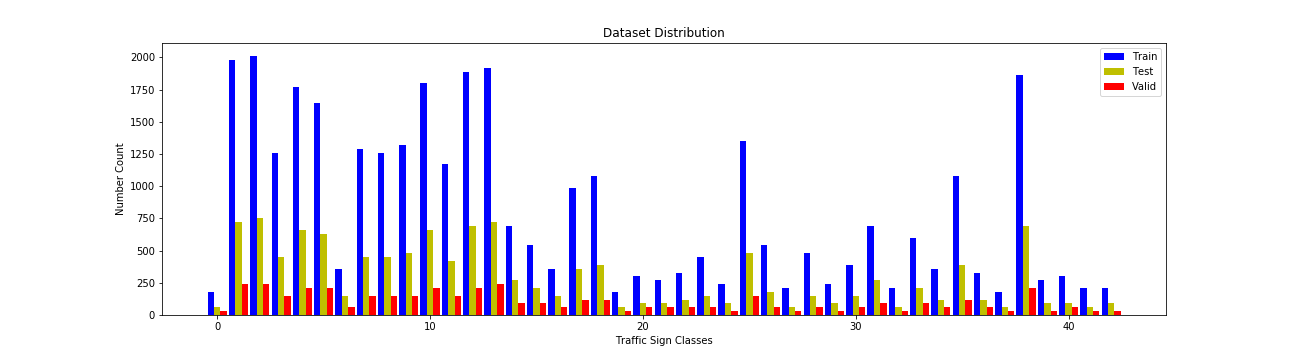 Dataset Distribution
Train
Test
Valid
2000
1750
1500
1250
1000
750
500
250
0
Number Count
0 10 20 30 40
Traffic Sign Classes